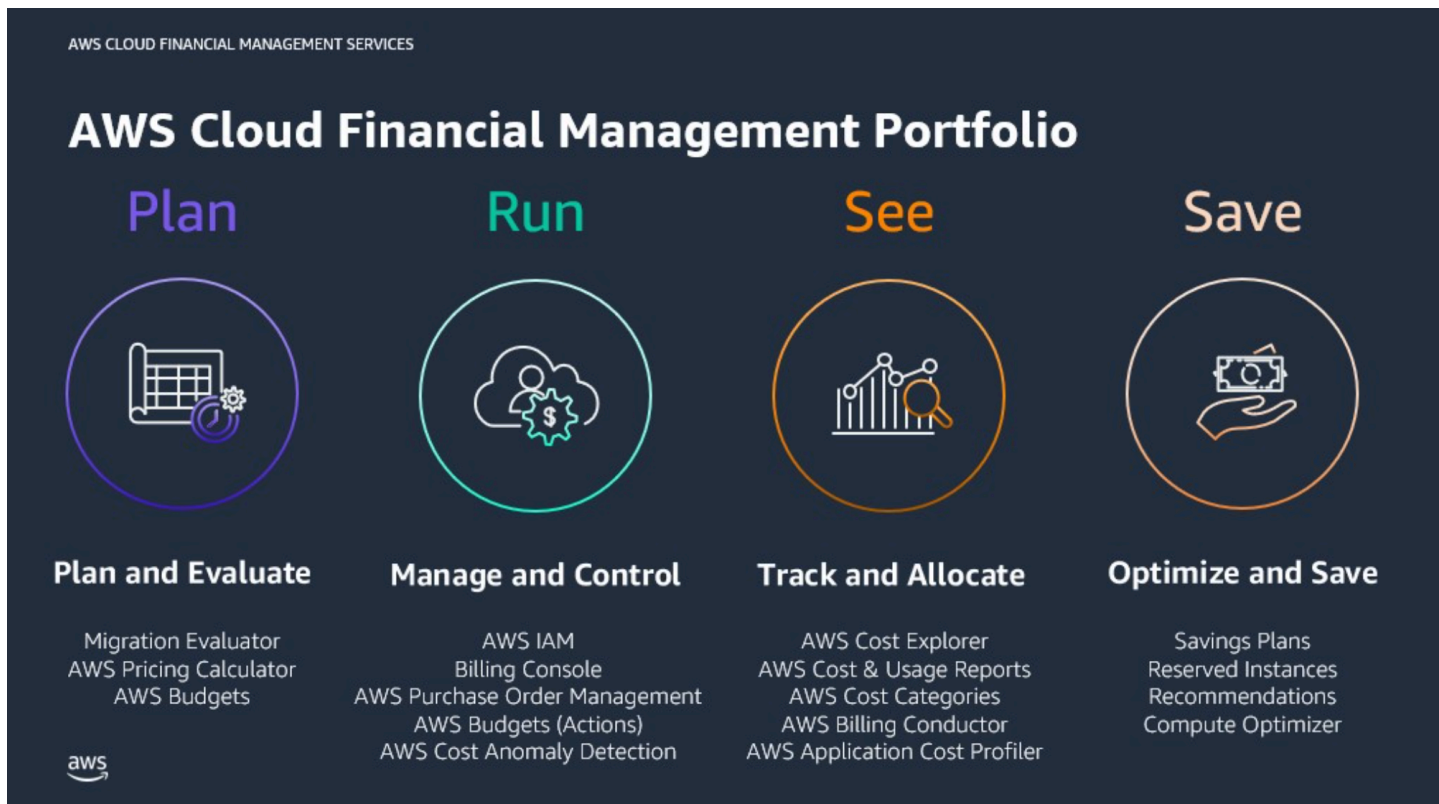 AWS CLOUD FINANCIAL MANAGEMENT SERVICES
AWS Cloud Financial Management Portfolio
Plan
Run
See
Save
$
Plan and Evaluate
Migration Evaluator
AWS Pricing Calculator
AWS Budgets
Manage and Control
AWS IAM
Billing Console
AWS Purchase Order Management
AWS Budgets (Actions)
AWS Cost Anomaly Detection
Track and Allocate
AWS Cost Explorer
AWS Cost & Usage Reports
AWS Cost Categories
AWS Billing Conductor
AWS Application Cost Profiler
Optimize and Save
Savings Plans
Reserved Instances
Recommendations
Compute Optimizer
aws